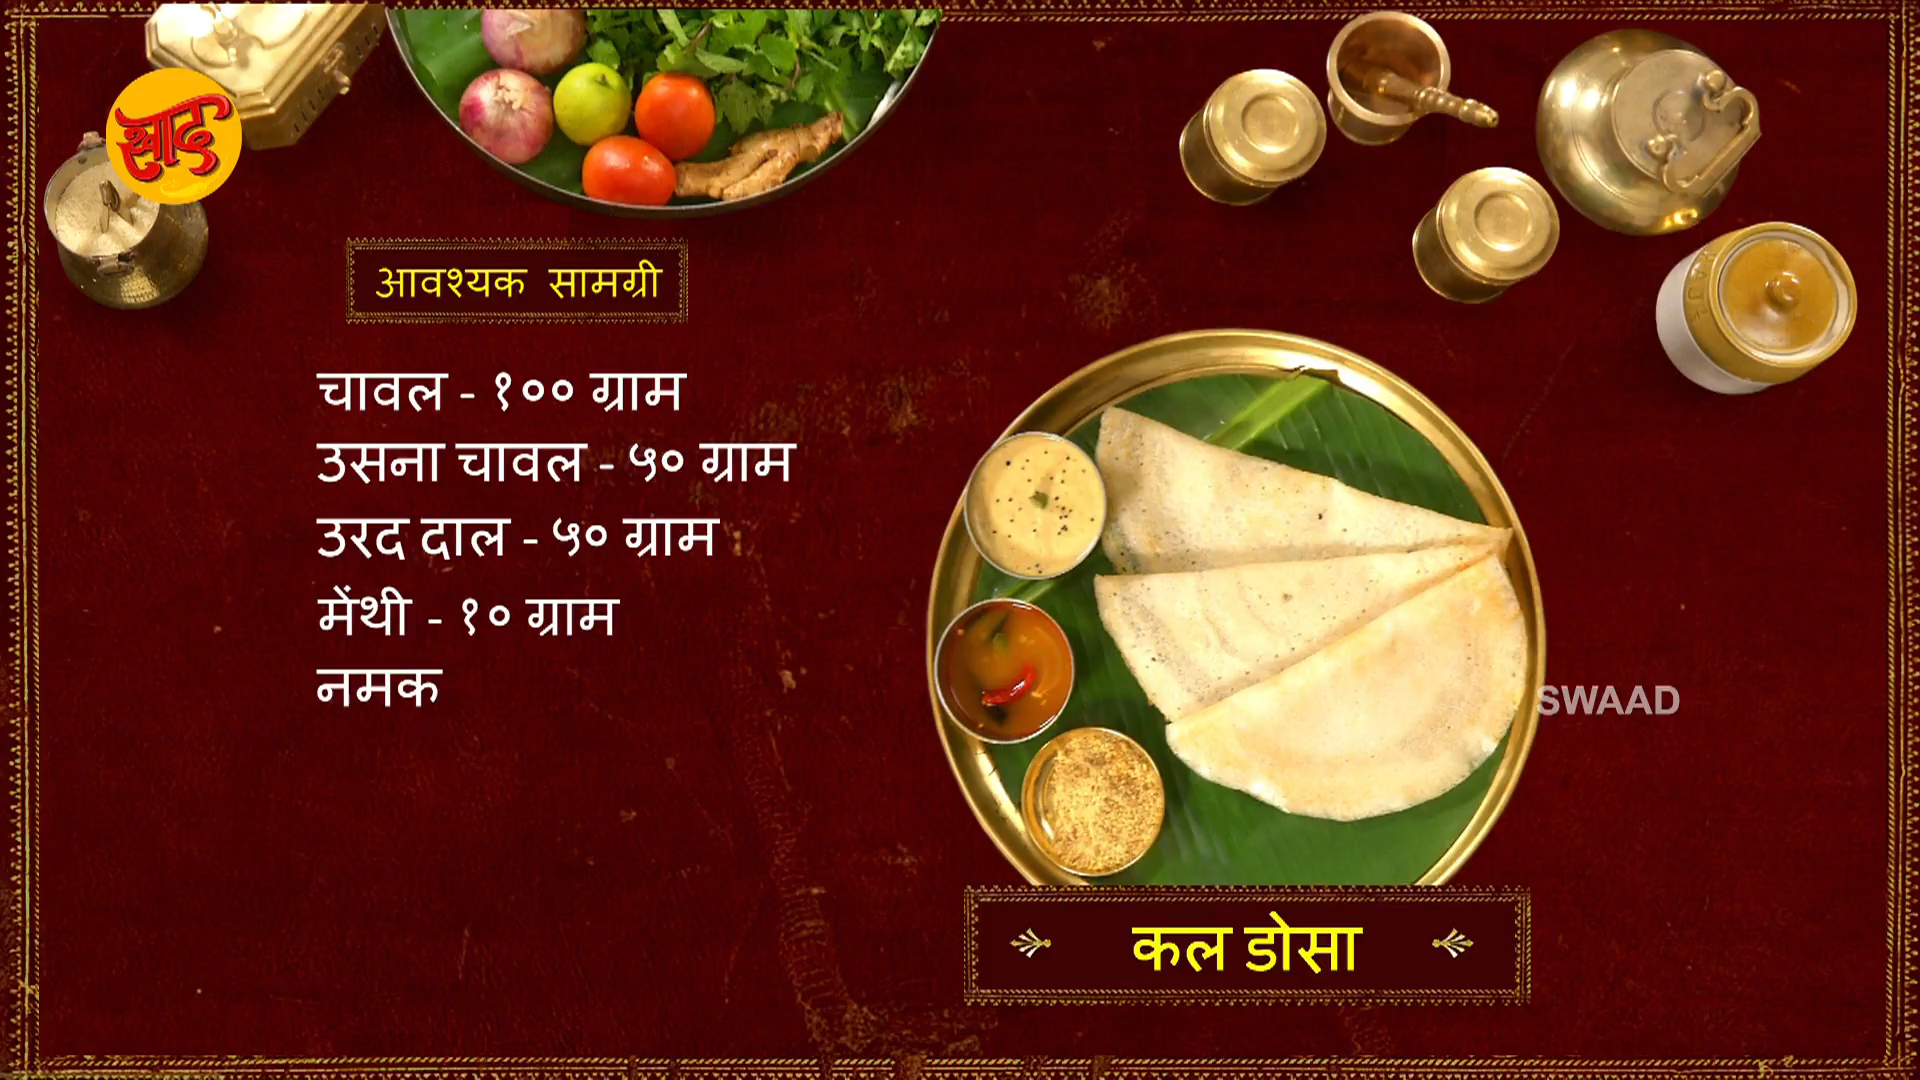 स्वाद
आवश्यक सामग्री
चावल - १०० ग्राम
उसना चावल - ५० ग्राम
उरद दाल - ५० ग्राम
मेंथी - १० ग्राम
नमक
SWAAD
कल डोसा